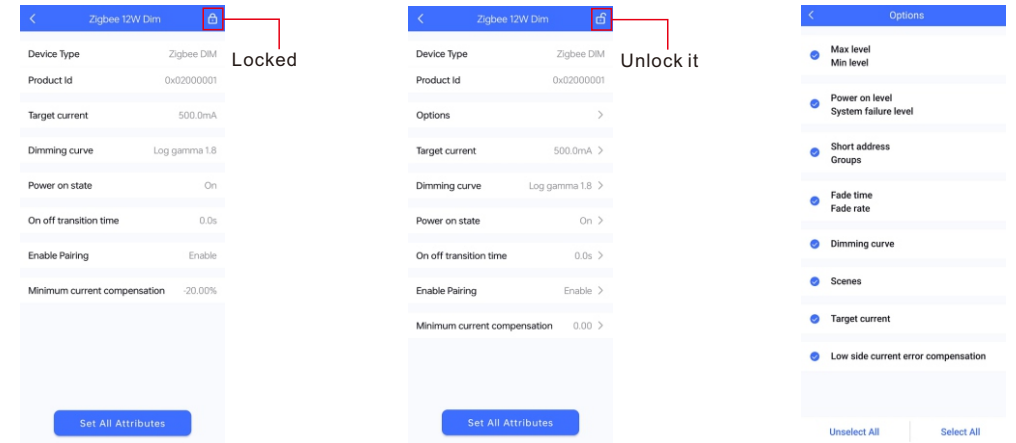 Zigbee 12W Dim
Device Type Zigbee DIM
Product Id 0x02000001
Target current 500.0mA
Dimming curve Log gamma 1.8
Power on state On
On off transition time 0.0s
Enable Pairing Enable
Minimum current compensation -20.00%
Set All Attributes
Locked
Zigbee 12W Dim
Device Type Zigbee DIM
Product Id 0x02000001
Options
Target current 500.0mA
Dimming curve Log gamma 1.8
Power on state On
On off transition time 0.0s
Enable Pairing Enable
Minimum current compensation 0.00
Set All Attributes
Unlock it
Options
Max level
Min level
Power on level
System failure level
Short address
Groups
Fade time
Fade rate
Dimming curve
Scenes
Target current
Low side current error compensation
Unselect All Select All